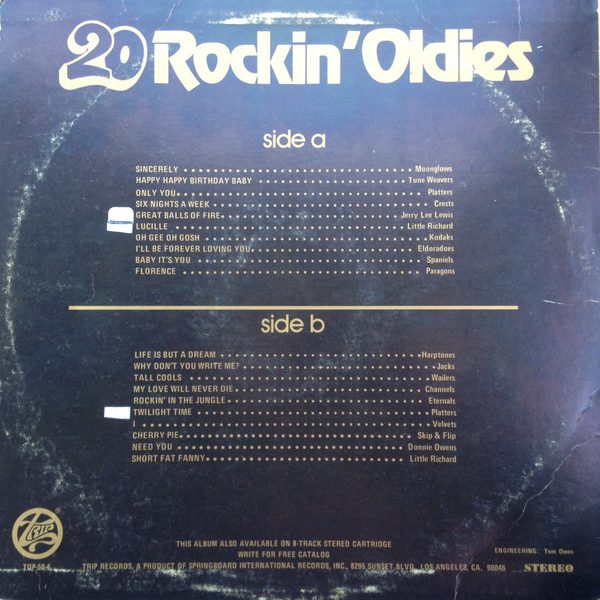 20 Rockin' Oldies
side a
SINCERELY Moonglows
HAPPY HAPPY BIRTHDAY BABY Tune Weavers
ONLY YOU Platters
SIX NIGHTS A WEEK Crests
GREAT BALLS OF FIRE Jerry Lee Lewis
LUCILLE Little Richard
OH GEE OH GOSH Kodaks
I'LL BE FOREVER LOVING YOU Eldoradoes
BABY IT'S YOU Spaniels
FLORENCE Paragons
side b
LIFE IS BUT A DREAM Harptones
WHY DON'T YOU WRITE ME? Jacks
TALL COOLS Wailers
MY LOVE WILL NEVER DIE Channels
ROCKIN' IN THE JUNGLE Eternals
TWILIGHT TIME Platters
I Velvets
CHERRY PIE Skip & Flip
NEED YOU Donnie Owens
SHORT FAT FANNY Little Richard
TRIP
THIS ALBUM ALSO AVAILABLE ON 8-TRACK STEREO CARTRIDGE
WRITE FOR FREE CATALOG
ENGINEERING: Tom Owen
TRIP RECORDS, A PRODUCT OF SPRINGBOARD INTERNATIONAL RECORDS, INC., 8295 SUNSET BLVD. LOS ANGELES, CA. 90046 STEREO